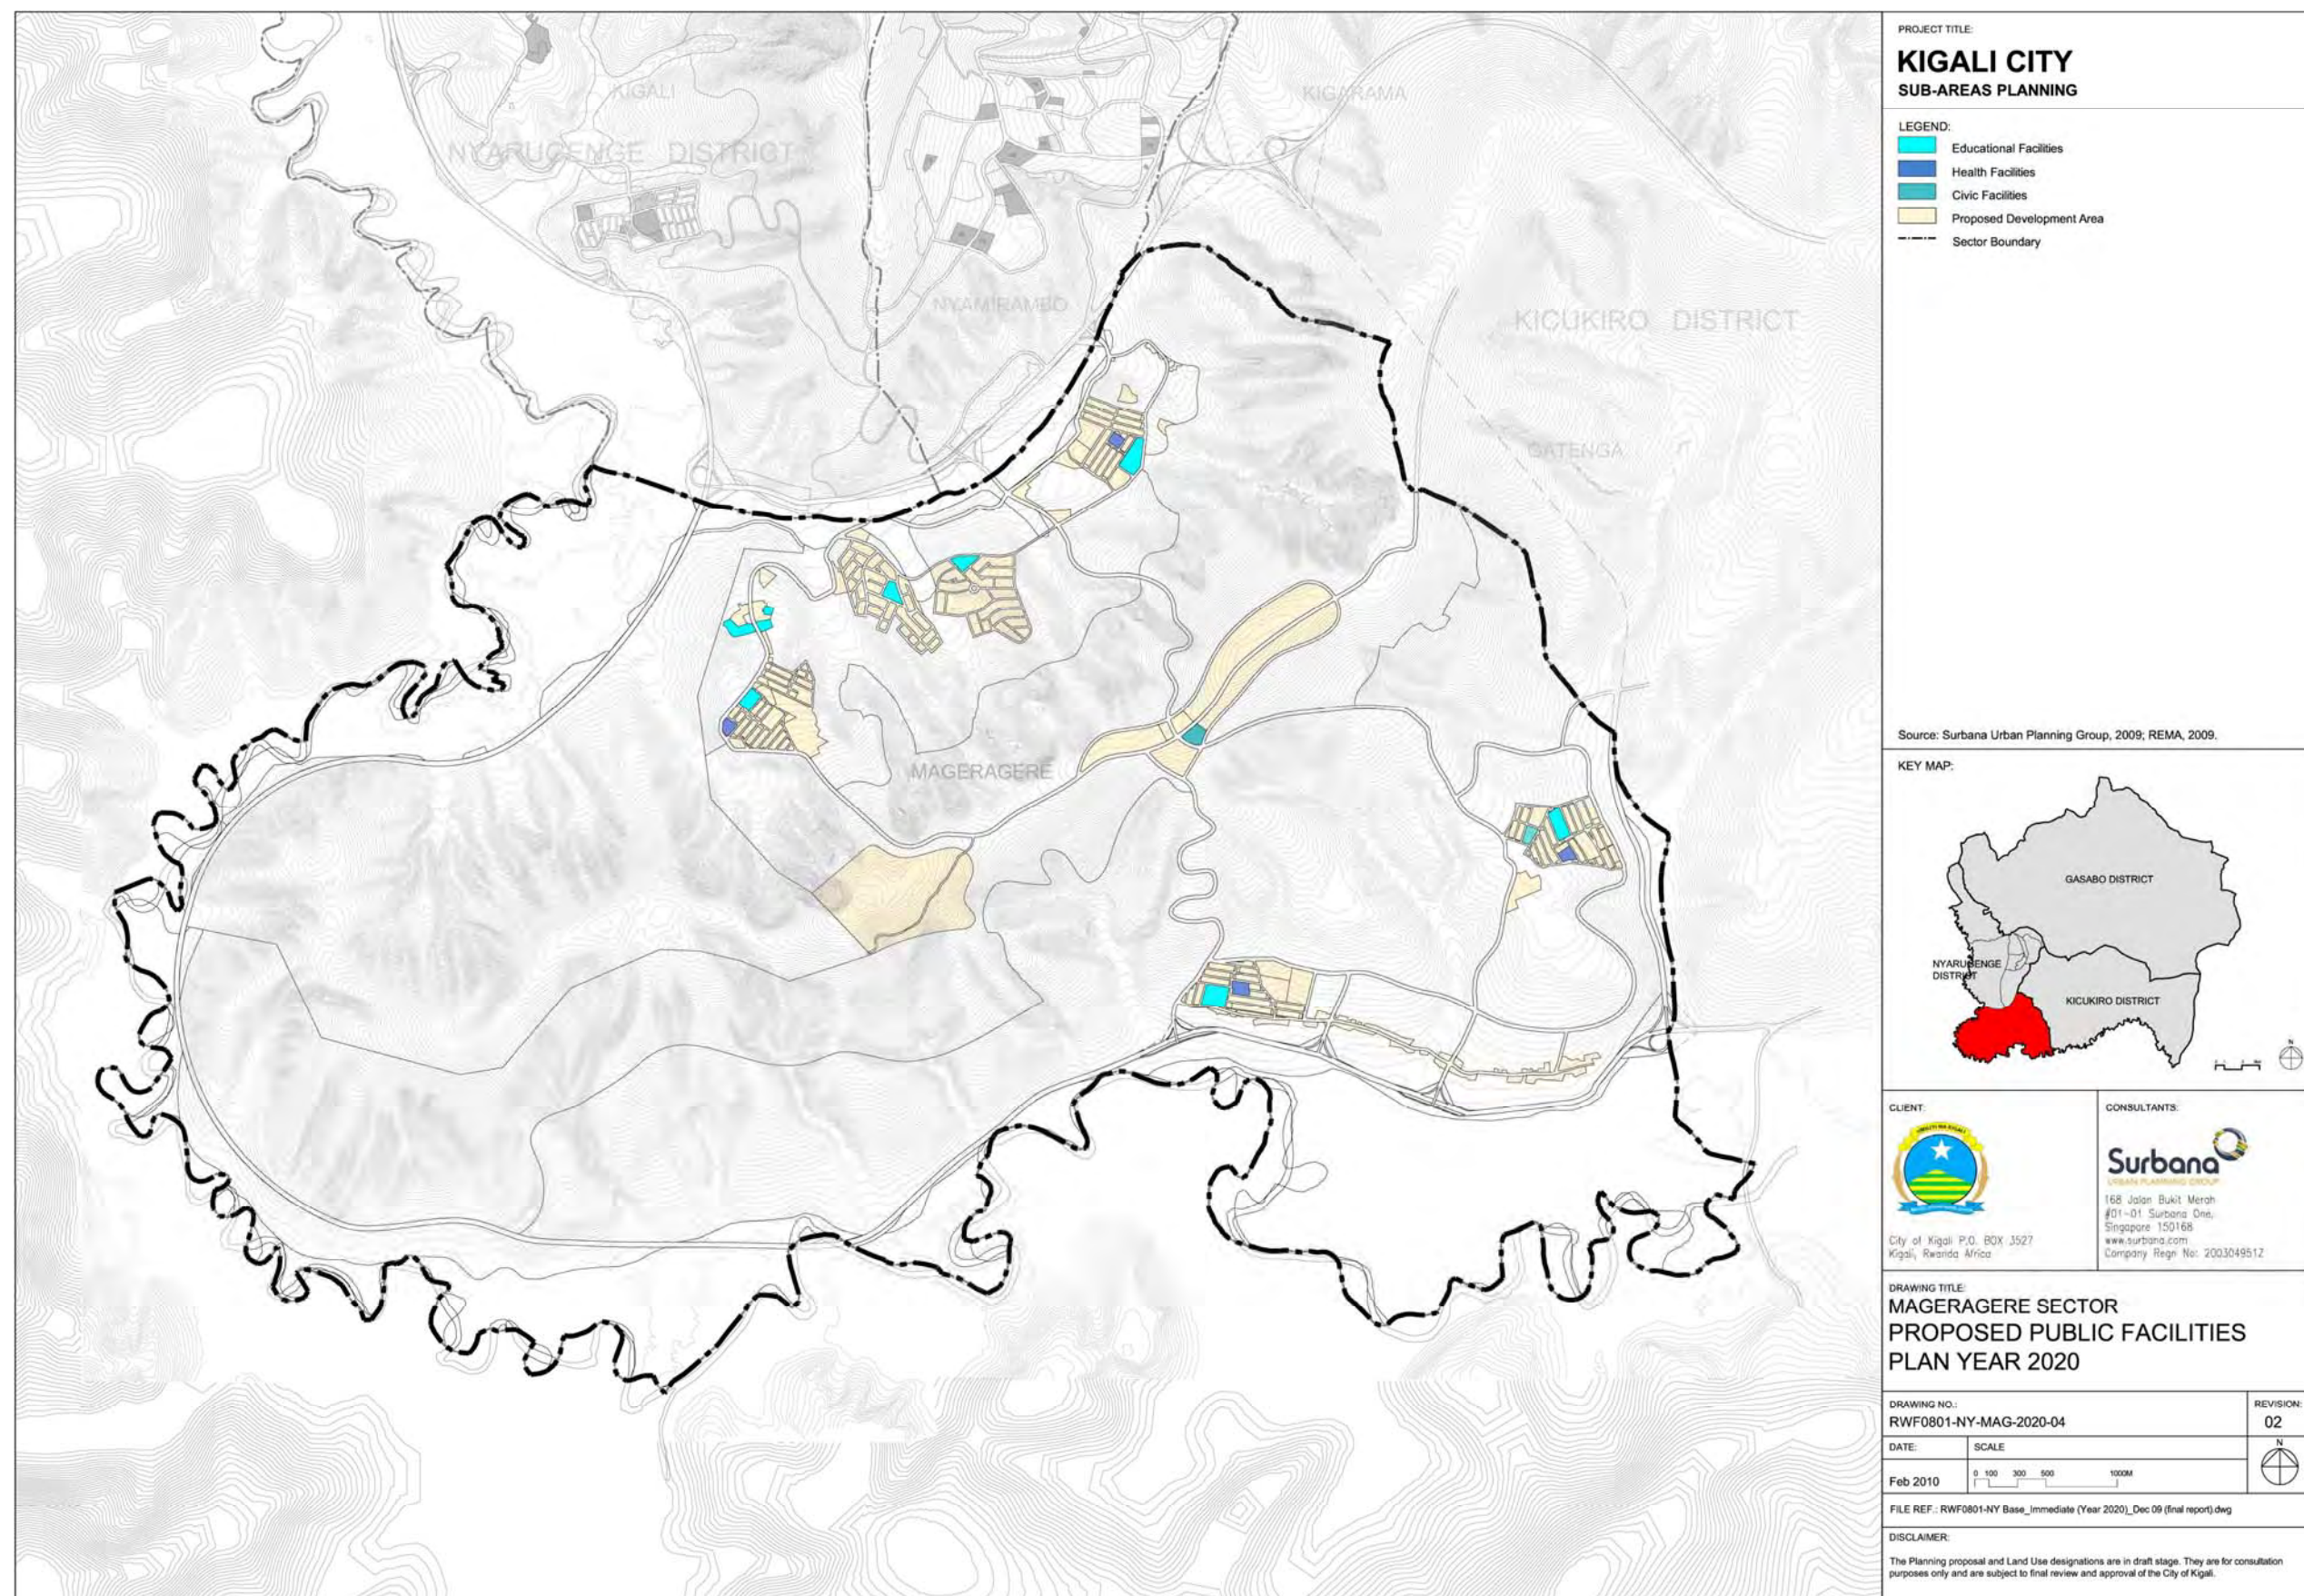 KIGALI
KIGARAMA
NYARUGENGE DISTRICT
NYAMIRAMBO
KICUKIRO DISTRICT
GATENGA
MAGERAGERE
PROJECT TITLE:
KIGALI CITY
SUB-AREAS PLANNING
LEGEND:
Educational Facilities
Health Facilities
Civic Facilities
Proposed Development Area
Sector Boundary
Source: Surbana Urban Planning Group, 2009; REMA, 2009.
KEY MAP:
GASABO DISTRICT
NYARUGENGE
DISTRICT
KICUKIRO DISTRICT
N
CLIENT:
City of Kigali P.O. BOX 3527
Kigali, Rwanda Africa
CONSULTANTS:
Surbana
URBAN PLANNING GROUP
168 Jalan Bukit Merah
#01-01 Surbana One,
Singapore 150168
www.surbana.com
Company Regn No: 200304951Z
DRAWING TITLE:
MAGERAGERE SECTOR
PROPOSED PUBLIC FACILITIES
PLAN YEAR 2020
DRAWING NO.:
RWF0801-NY-MAG-2020-04
REVISION:
02
DATE:
Feb 2010
SCALE
0 100 300 500 1000M
N
FILE REF.: RWF0801-NY Base_Immediate (Year 2020)_Dec 09 (final report).dwg
DISCLAIMER:
The Planning proposal and Land Use designations are in draft stage. They are for consultation
purposes only and are subject to final review and approval of the City of Kigali.